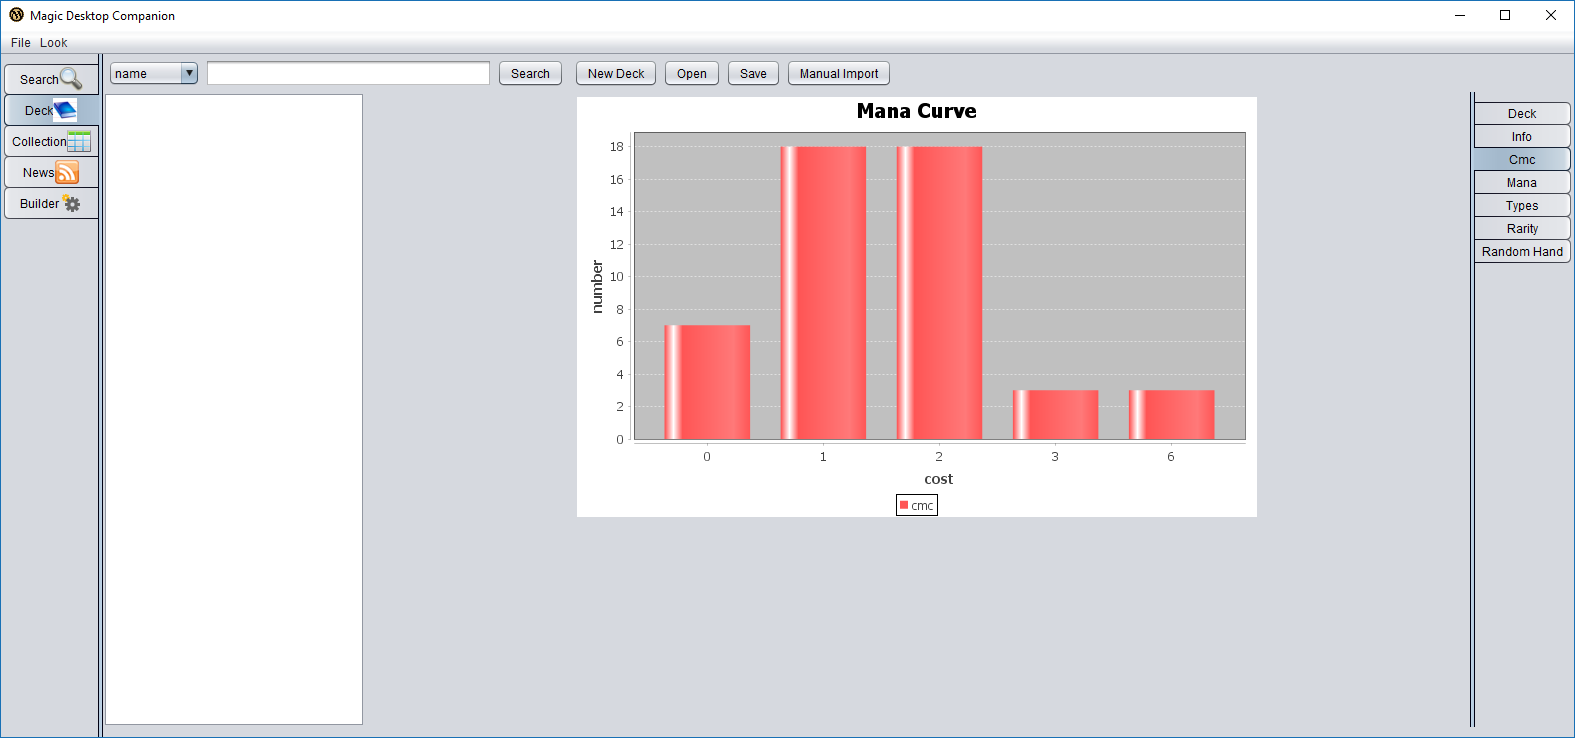 Magic Desktop Companion
File Look
Search
Deck
Collection
News
Builder
name Search New Deck Open Save Manual Import
Mana Curve
18
16
14
12
10
8
6
4
2
0
number
0 1 2 3 6
cost
cmc
Deck
Info
Cmc
Mana
Types
Rarity
Random Hand